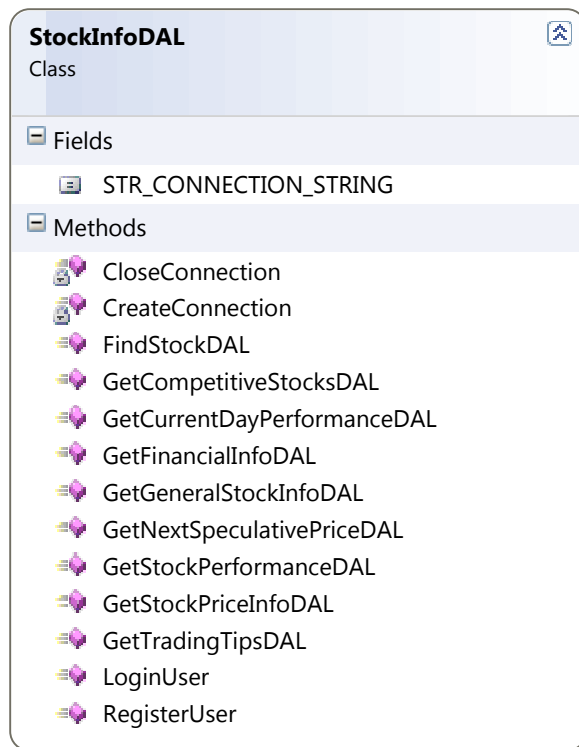 StockInfoDAL
Class
Fields
STR_CONNECTION_STRING
Methods
CloseConnection
CreateConnection
FindStockDAL
GetCompetitiveStocksDAL
GetCurrentDayPerformanceDAL
GetFinancialInfoDAL
GetGeneralStockInfoDAL
GetNextSpeculativePriceDAL
GetStockPerformanceDAL
GetStockPriceInfoDAL
GetTradingTipsDAL
LoginUser
RegisterUser